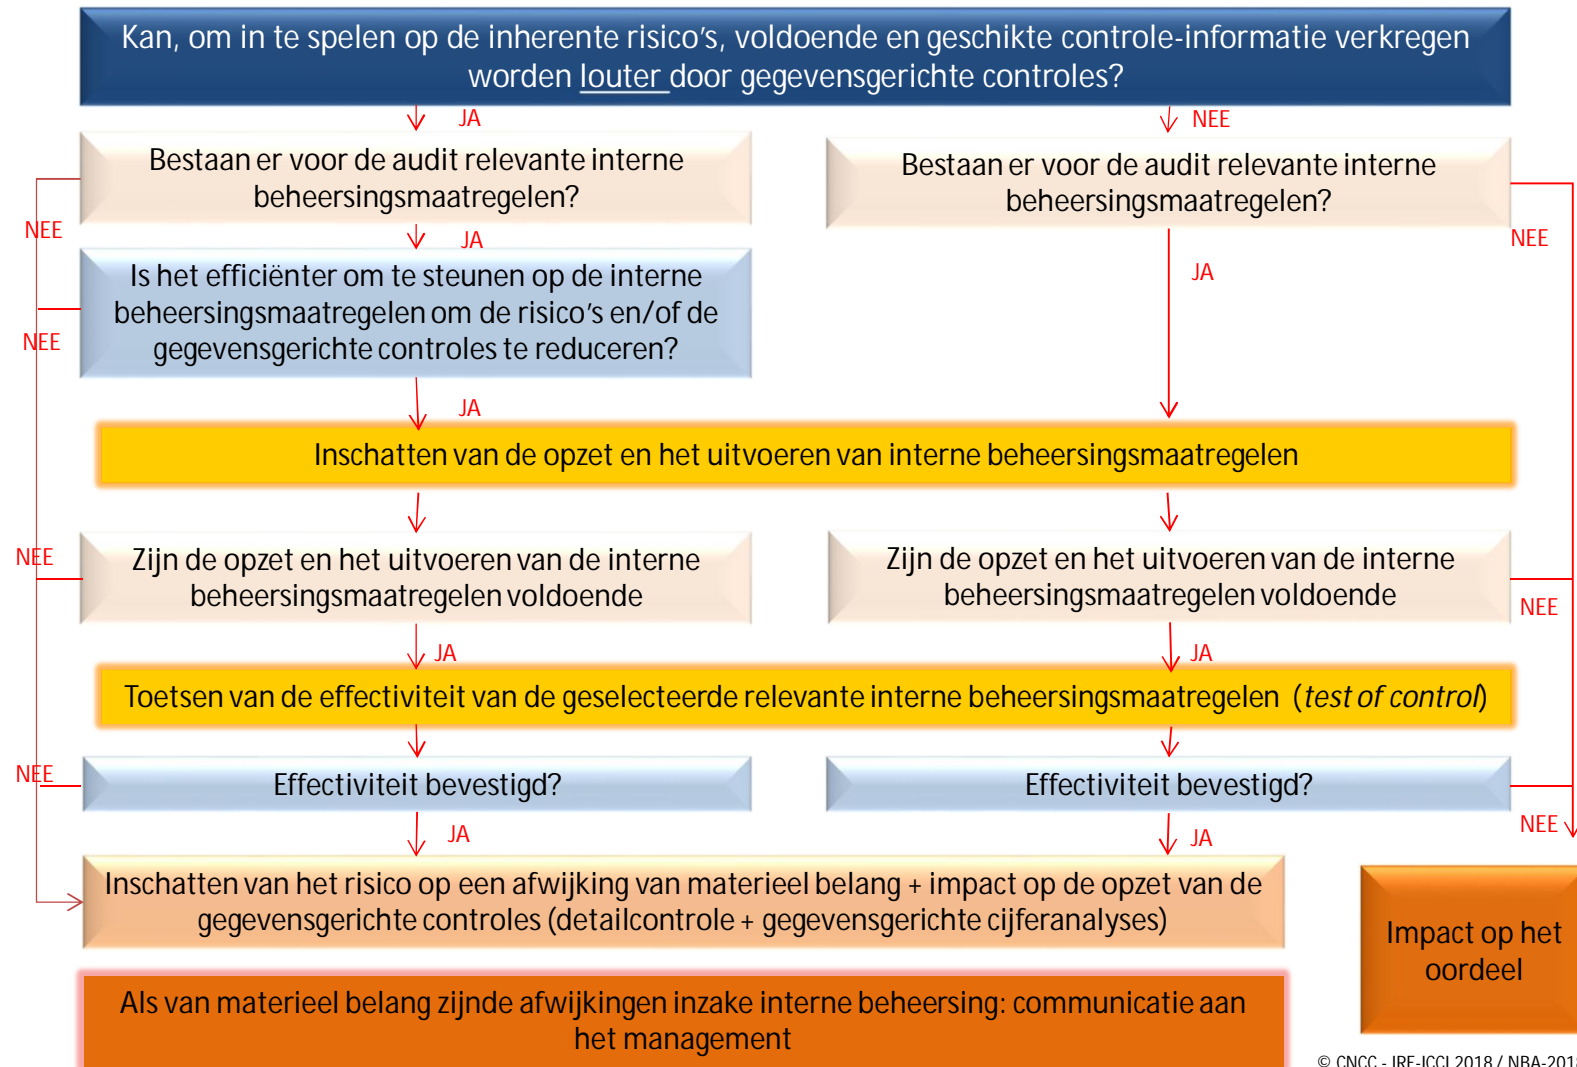 Kan, om in te spelen op de inherente risico's, voldoende en geschikte controle-informatie verkregen
worden louter door gegevensgerichte controles?
JA
NEE
Bestaan er voor de audit relevante interne
beheersingsmaatregelen?
Bestaan er voor de audit relevante interne
beheersingsmaatregelen?
NEE
JA
NEE
Is het efficiënter om te steunen op de interne
beheersingsmaatregelen om de risico's en/of de
gegevensgerichte controles te reduceren?
JA
NEE
JA
Inschatten van de opzet en het uitvoeren van interne beheersingsmaatregelen
NEE
Zijn de opzet en het uitvoeren van de interne
beheersingsmaatregelen voldoende
Zijn de opzet en het uitvoeren van de interne
beheersingsmaatregelen voldoende
NEE
JA
JA
Toetsen van de effectiviteit van de geselecteerde relevante interne beheersingsmaatregelen (test of control)
NEE
Effectiviteit bevestigd?
Effectiviteit bevestigd?
JA
JA
NEE
Inschatten van het risico op een afwijking van materieel belang + impact op de opzet van de
gegevensgerichte controles (detailcontrole + gegevensgerichte cijferanalyses)
Impact op het
oordeel
Als van materieel belang zijnde afwijkingen inzake interne beheersing: communicatie aan
het management
© CNCC - IRE-ICCI 2018 / NBA-2018